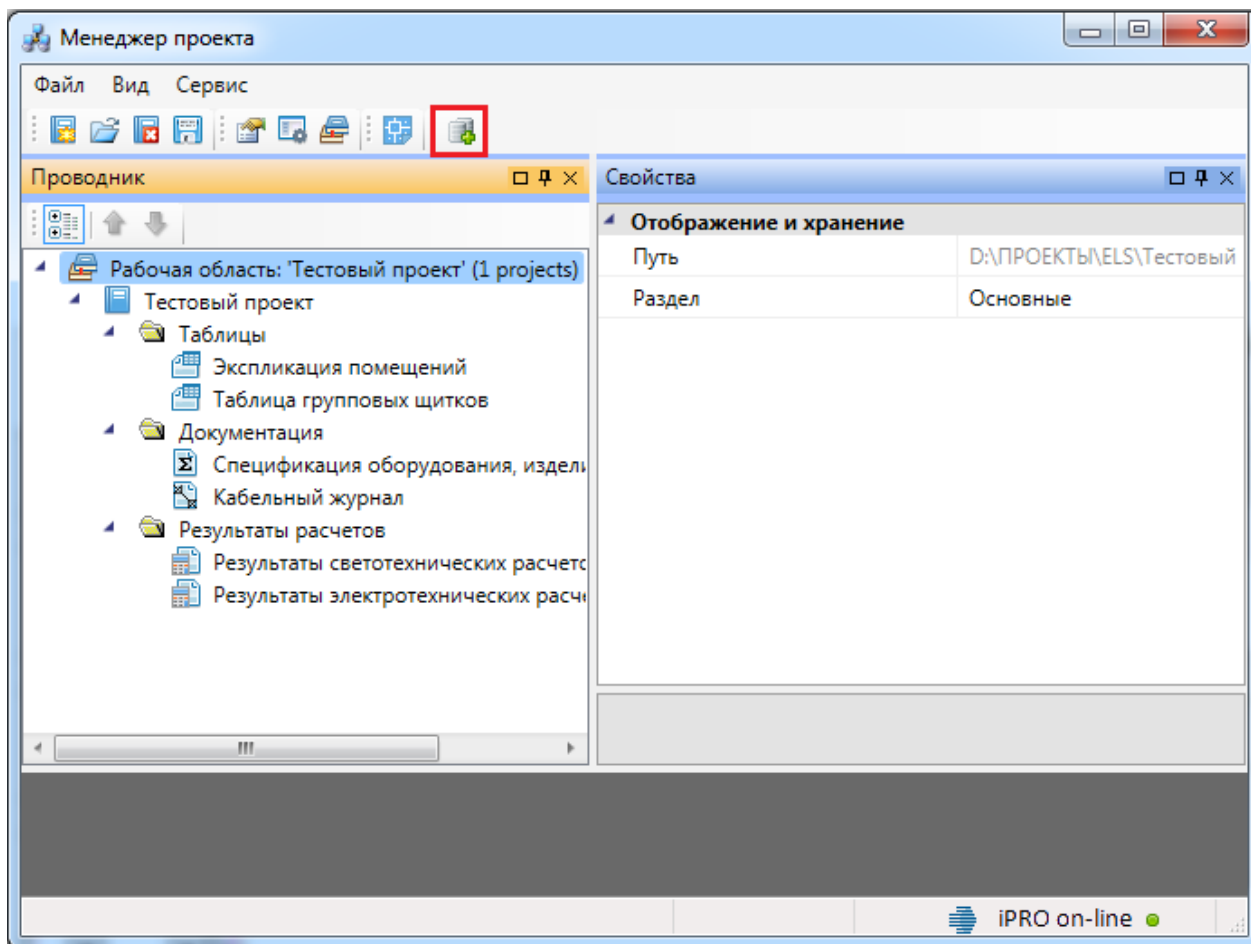 Менеджер проекта
Файл Вид Сервис
Проводник
Свойства
Рабочая область: 'Тестовый проект' (1 projects)
Тестовый проект
Таблицы
Экспликация помещений
Таблица групповых щитков
Документация
Спецификация оборудования, издели
Кабельный журнал
Результаты расчетов
Результаты светотехнических расчетс
Результаты электротехнических расч
Отображение и хранение
Путь D:\ПРОЕКТЫ\ELS\Тестовый
Раздел Основные
iPRO on-line